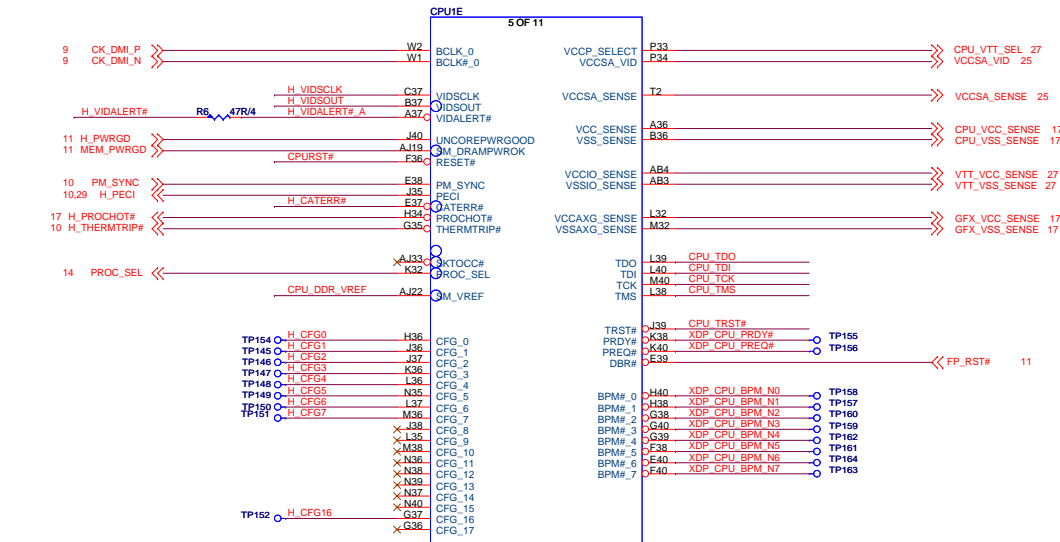 CPU1E
5 OF 11
9 CK_DMI_P W2 BCLK_0
9 CK_DMI_N W1 BCLK#_0
H_VIDSCLK C37 VIDSCLK
H_VIDSOUT B37 VIDSOUT
H_VIDALERT# R6 47R/4 H_VIDALERT#_A A37 VIDALERT#
11 H_PWRGD J40 UNCOREPWRGOOD
11 MEM_PWRGD AJ19 SM_DRAMPWROK
CPURST# F36 RESET#
10 PM_SYNC E38 PM_SYNC
10,29 H_PECI J35 PECI
H_CATERR# E37 CATERR#
17 H_PROCHOT# H34 PROCHOT#
10 H_THERMTRIP# G35 THERMTRIP#
AJ33 SKTOCC#
14 PROC_SEL K32 PROC_SEL
CPU_DDR_VREF AJ22 SM_VREF
TP154 H_CFG0 H36 CFG_0
TP145 H_CFG1 J36 CFG_1
TP146 H_CFG2 J37 CFG_2
TP147 H_CFG3 K36 CFG_3
TP148 H_CFG4 L36 CFG_4
TP149 H_CFG5 N35 CFG_5
TP150 H_CFG6 L37 CFG_6
TP151 H_CFG7 M36 CFG_7
J38 CFG_8
L35 CFG_9
M38 CFG_10
N36 CFG_11
N38 CFG_12
N39 CFG_13
N37 CFG_14
N40 CFG_15
TP152 H_CFG16 G37 CFG_16
G36 CFG_17
VCCP_SELECT P33 CPU_VTT_SEL 27
VCCSA_VID P34 VCCSA_VID 25
VCCSA_SENSE T2 VCCSA_SENSE 25
VCC_SENSE A36 CPU_VCC_SENSE 17
VSS_SENSE B36 CPU_VSS_SENSE 17
VCCIO_SENSE AB4 VTT_VCC_SENSE 27
VSSIO_SENSE AB3 VTT_VSS_SENSE 27
VCCAXG_SENSE L32 GFX_VCC_SENSE 17
VSSAXG_SENSE M32 GFX_VSS_SENSE 17
TDO L39 CPU_TDO
TDI L40 CPU_TDI
TCK M40 CPU_TCK
TMS L38 CPU_TMS
TRST# J39 CPU_TRST#
PRDY# K38 XDP_CPU_PRDY# TP155
PREQ# K40 XDP_CPU_PREQ# TP156
DBR# E39 FP_RST# 11
BPM#_0 H40 XDP_CPU_BPM_N0 TP158
BPM#_1 H38 XDP_CPU_BPM_N1 TP157
BPM#_2 G38 XDP_CPU_BPM_N2 TP160
BPM#_3 G40 XDP_CPU_BPM_N3 TP159
BPM#_4 G39 XDP_CPU_BPM_N4 TP162
BPM#_5 F38 XDP_CPU_BPM_N5 TP161
BPM#_6 E40 XDP_CPU_BPM_N6 TP164
BPM#_7 F40 XDP_CPU_BPM_N7 TP163